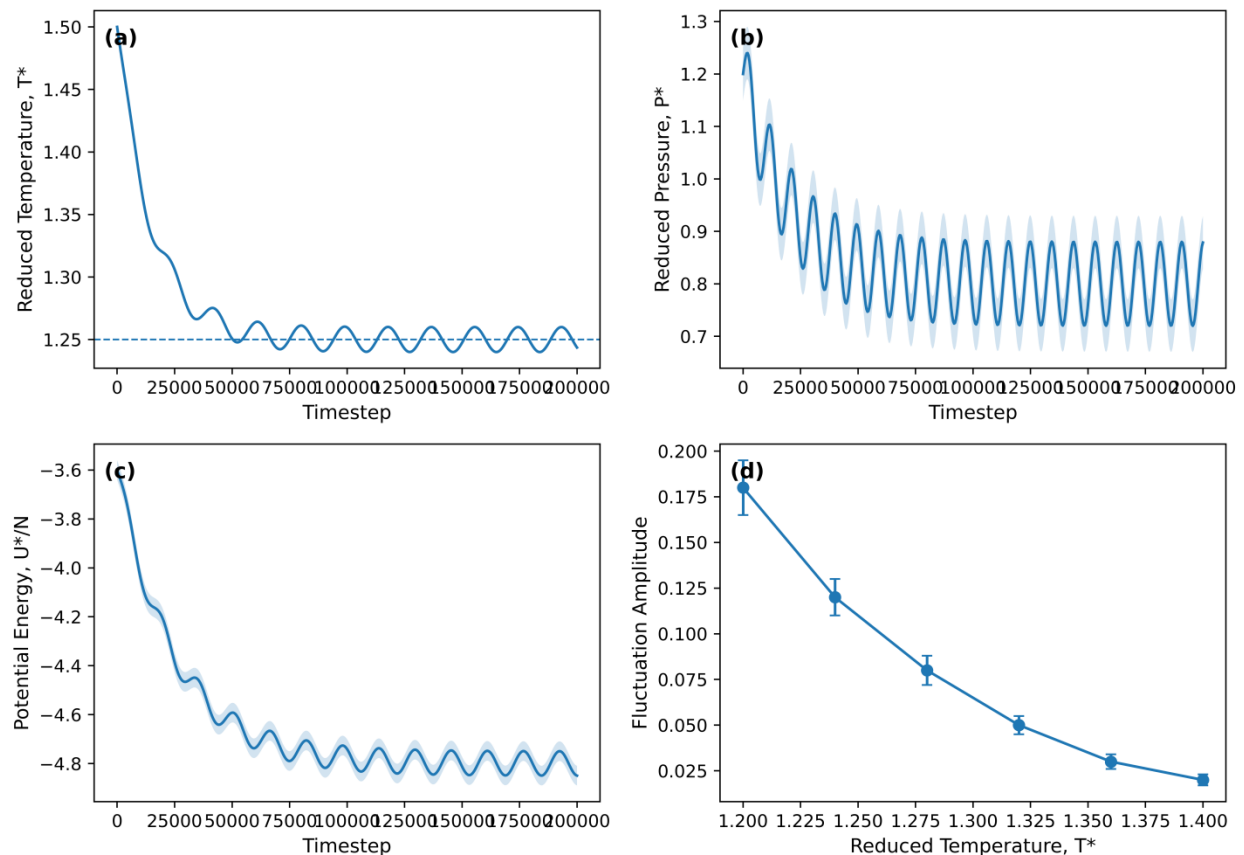 (a)
Reduced Temperature, T*
1.50
1.45
1.40
1.35
1.30
1.25
0 25000 50000 75000 100000 125000 150000 175000 200000
Timestep
(b)
Reduced Pressure, P*
1.3
1.2
1.1
1.0
0.9
0.8
0.7
0 25000 50000 75000 100000 125000 150000 175000 200000
Timestep
(c)
Potential Energy, U*/N
−3.6
−3.8
−4.0
−4.2
−4.4
−4.6
−4.8
0 25000 50000 75000 100000 125000 150000 175000 200000
Timestep
(d)
Fluctuation Amplitude
0.200
0.175
0.150
0.125
0.100
0.075
0.050
0.025
1.200 1.225 1.250 1.275 1.300 1.325 1.350 1.375 1.400
Reduced Temperature, T*